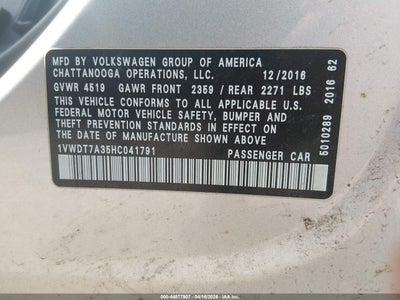 MFD BY VOLKSWAGEN GROUP OF AMERICA
CHATTANOOGA OPERATIONS, LLC. 12/2016
GVWR 4519 GAWR FRONT 2359 / REAR 2271 LBS
THIS VEHICLE CONFORMS TO ALL APPLICABLE U.S.
FEDERAL MOTOR VEHICLE SAFETY, BUMPER, AND
THEFT PREVENTION STANDARDS IN EFFECT ON THE
DATE OF MANUFACTURE SHOWN ABOVE
1VWDT7A35HC041791 PASSENGER CAR
5010289 2016 62
000-44877907 - 04/16/2026 - IAA Inc.